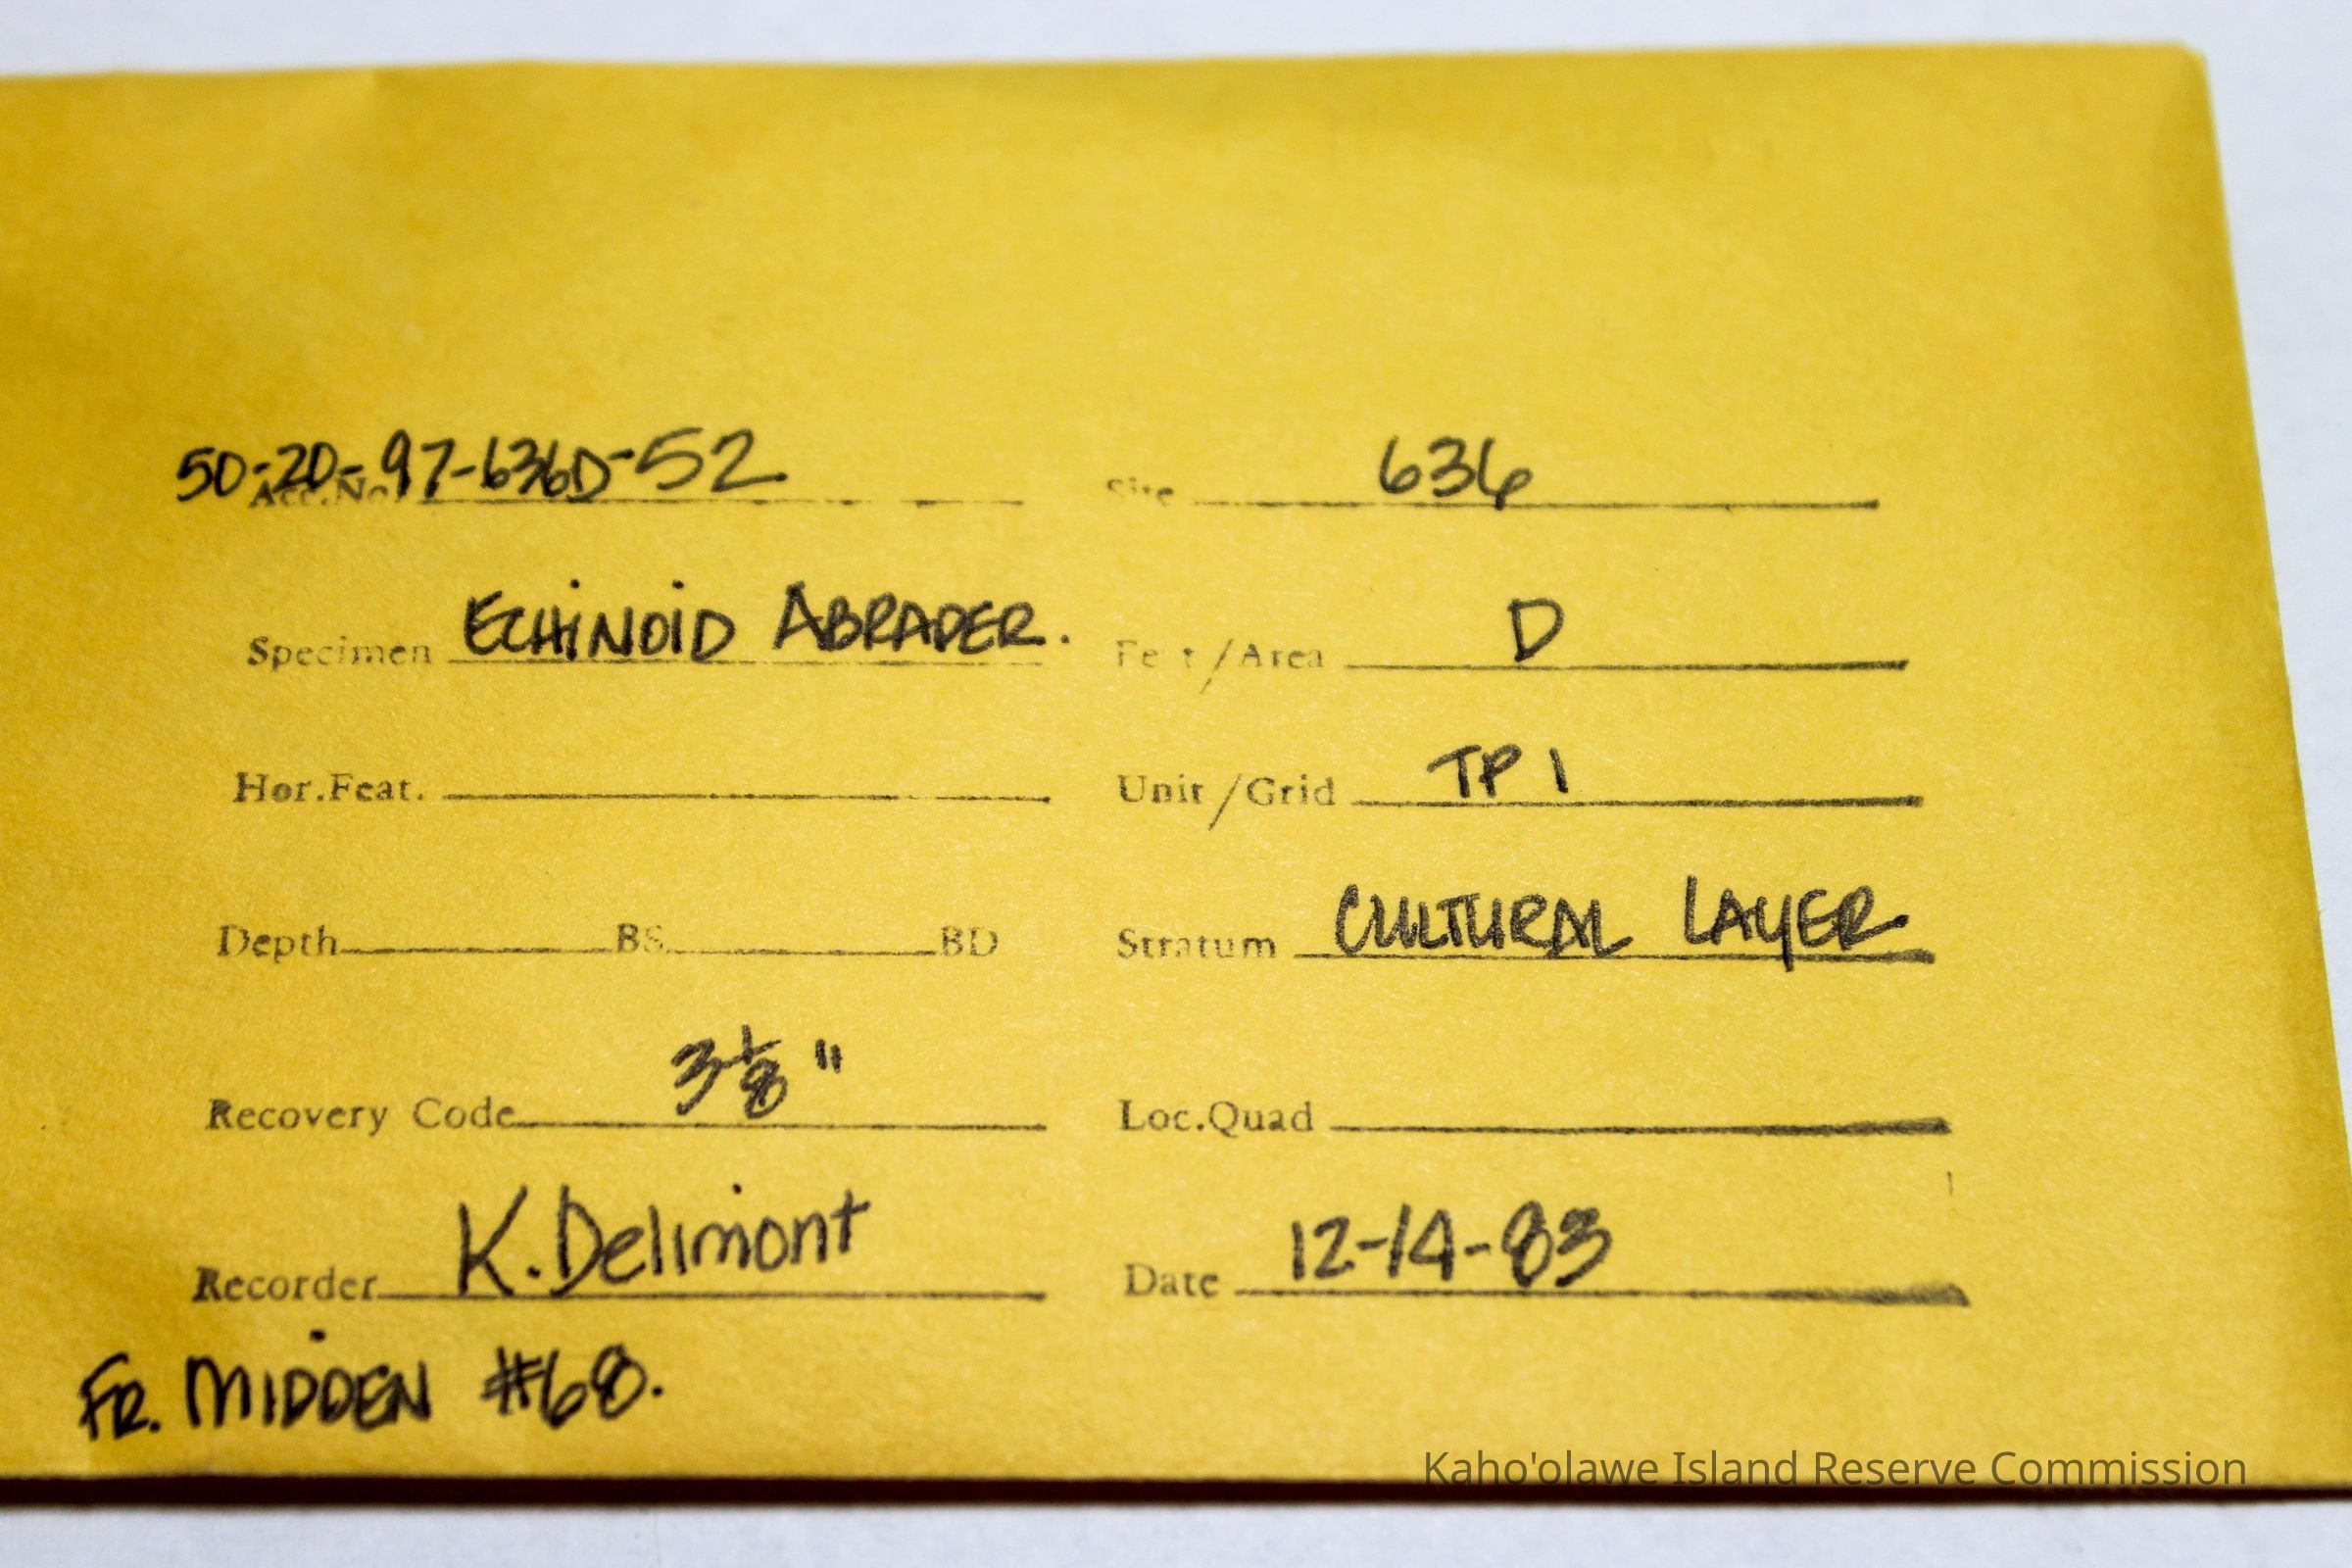 50-20-97-636D-52 Acc.No. Site 636
Specimen ECHINOID ABRADER. Feat/Area D
Hor.Feat. Unit/Grid TP 1
Depth BS BD Stratum CULTURAL LAYER
Recovery Code 3 1/8" Loc.Quad
Recorder K. Delimont Date 12-14-83
FR. MIDDEN #68.
Kaho'olawe Island Reserve Commission